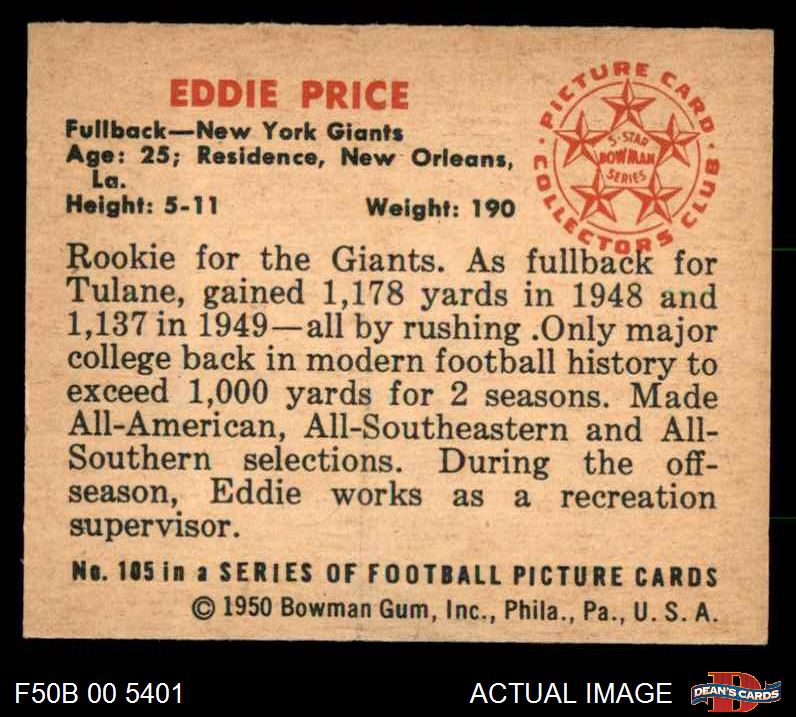 EDDIE PRICE
Fullback—New York Giants
Age: 25; Residence, New Orleans,
La.
Height: 5-11 Weight: 190
PICTURE CARD
COLLECTORS CLUB
5-STAR
BOWMAN
SERIES
Rookie for the Giants. As fullback for
Tulane, gained 1,178 yards in 1948 and
1,137 in 1949—all by rushing .Only major
college back in modern football history to
exceed 1,000 yards for 2 seasons. Made
All-American, All-Southeastern and All-
Southern selections. During the off-
season, Eddie works as a recreation
supervisor.
No. 105 in a SERIES OF FOOTBALL PICTURE CARDS
© 1950 Bowman Gum, Inc., Phila., Pa., U. S. A.
F50B 00 5401 ACTUAL IMAGE
D
DEAN'S CARDS